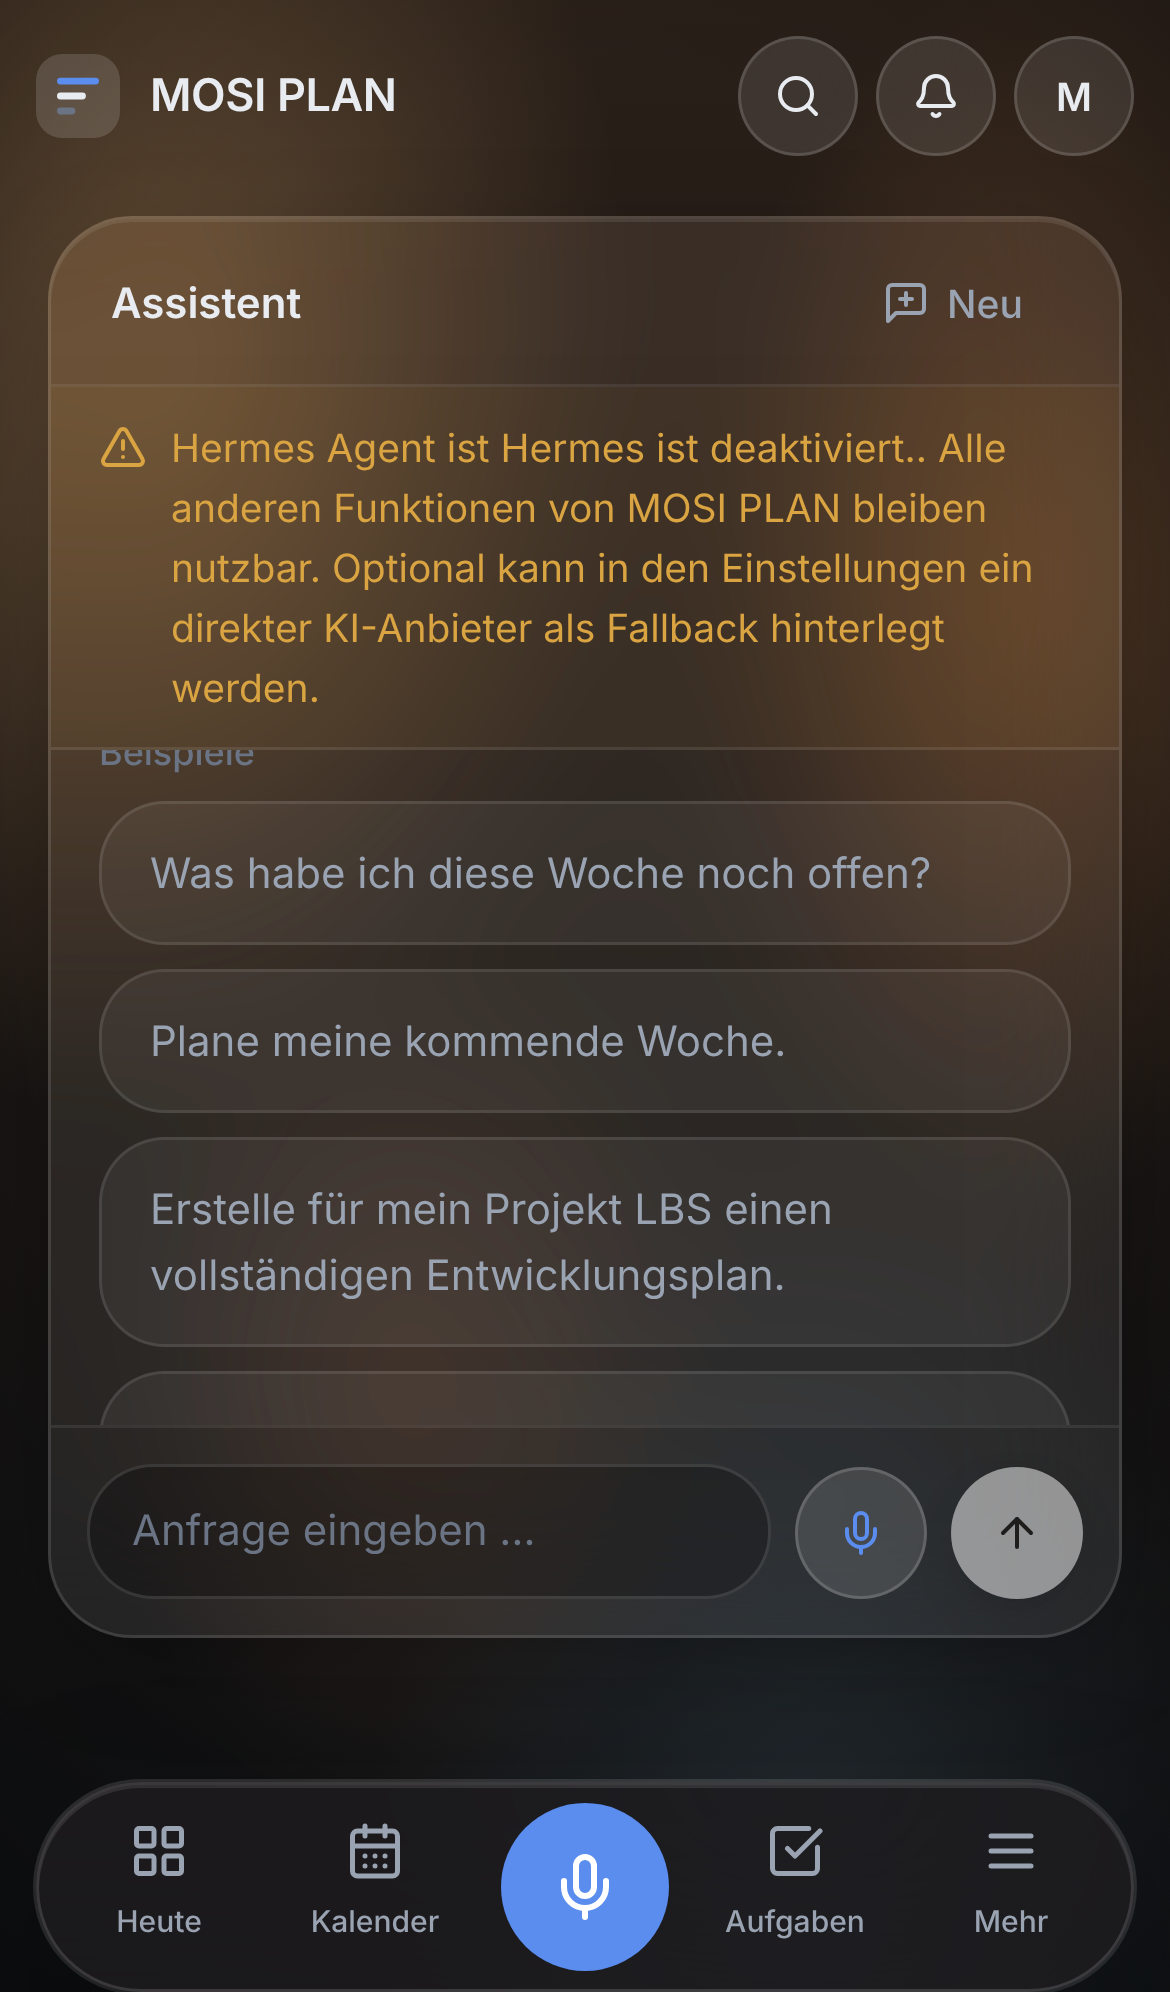 MOSI PLAN
M
Assistent
Neu
Hermes Agent ist Hermes ist deaktiviert.. Alle
anderen Funktionen von MOSI PLAN bleiben
nutzbar. Optional kann in den Einstellungen ein
direkter KI-Anbieter als Fallback hinterlegt
werden.
Beispiele
Was habe ich diese Woche noch offen?
Plane meine kommende Woche.
Erstelle für mein Projekt LBS einen
vollständigen Entwicklungsplan.
Anfrage eingeben ...
Heute
Kalender
Aufgaben
Mehr